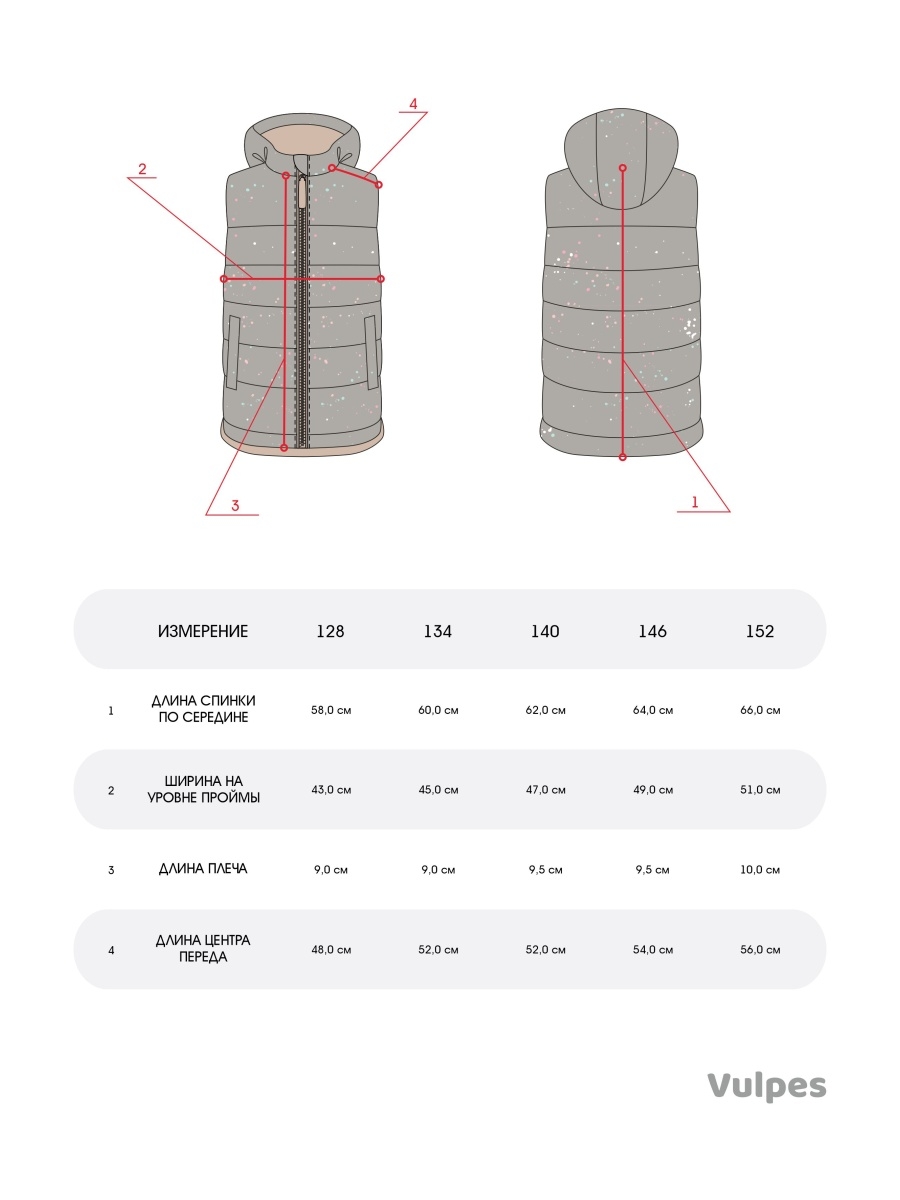 4
2
3
1
ИЗМЕРЕНИЕ 128 134 140 146 152
1 ДЛИНА СПИНКИ ПО СЕРЕДИНЕ 58,0 см 60,0 см 62,0 см 64,0 см 66,0 см
2 ШИРИНА НА УРОВНЕ ПРОЙМЫ 43,0 см 45,0 см 47,0 см 49,0 см 51,0 см
3 ДЛИНА ПЛЕЧА 9,0 см 9,0 см 9,5 см 9,5 см 10,0 см
4 ДЛИНА ЦЕНТРА ПЕРЕДА 48,0 см 52,0 см 52,0 см 54,0 см 56,0 см
Vulpes